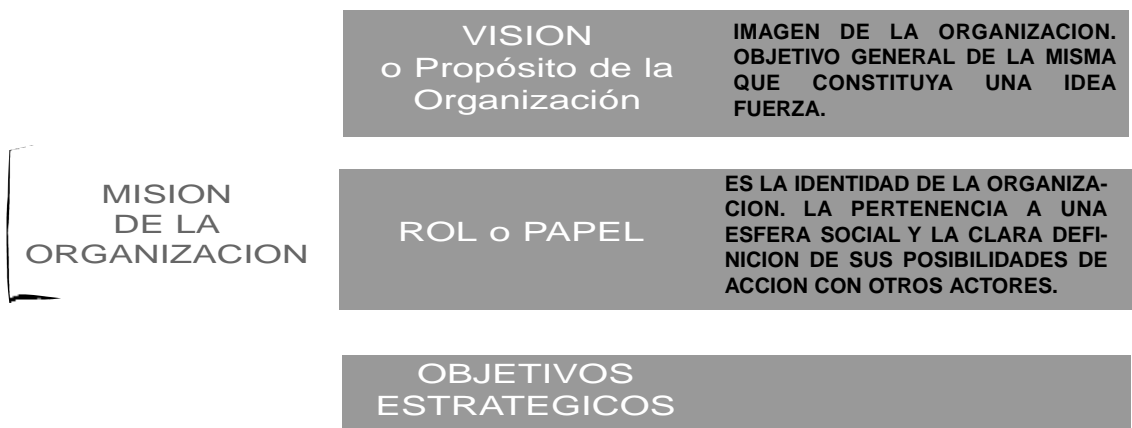 VISION
o Propósito de la
Organización
IMAGEN DE LA ORGANIZACION.
OBJETIVO GENERAL DE LA MISMA
QUE CONSTITUYA UNA IDEA
FUERZA.
MISION
DE LA
ORGANIZACION
ROL o PAPEL
ES LA IDENTIDAD DE LA ORGANIZA-
CION. LA PERTENENCIA A UNA
ESFERA SOCIAL Y LA CLARA DEFI-
NICION DE SUS POSIBILIDADES DE
ACCION CON OTROS ACTORES.
OBJETIVOS
ESTRATEGICOS